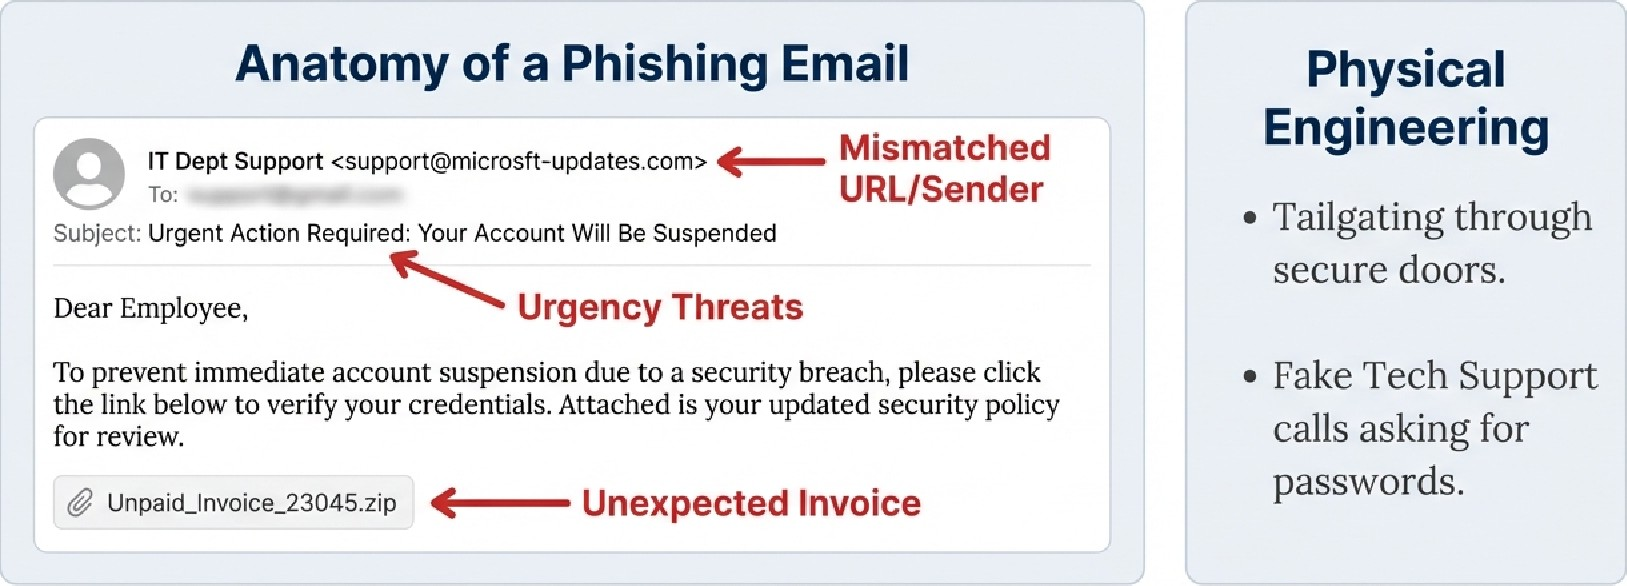 Anatomy of a Phishing Email
IT Dept Support <support@microsft-updates.com>
Mismatched
URL/Sender
To:
Subject: Urgent Action Required: Your Account Will Be Suspended
Urgency Threats
Dear Employee,
To prevent immediate account suspension due to a security breach, please click
the link below to verify your credentials. Attached is your updated security policy
for review.
Unpaid_Invoice_23045.zip
Unexpected Invoice
Physical
Engineering
• Tailgating through
secure doors.
• Fake Tech Support
calls asking for
passwords.